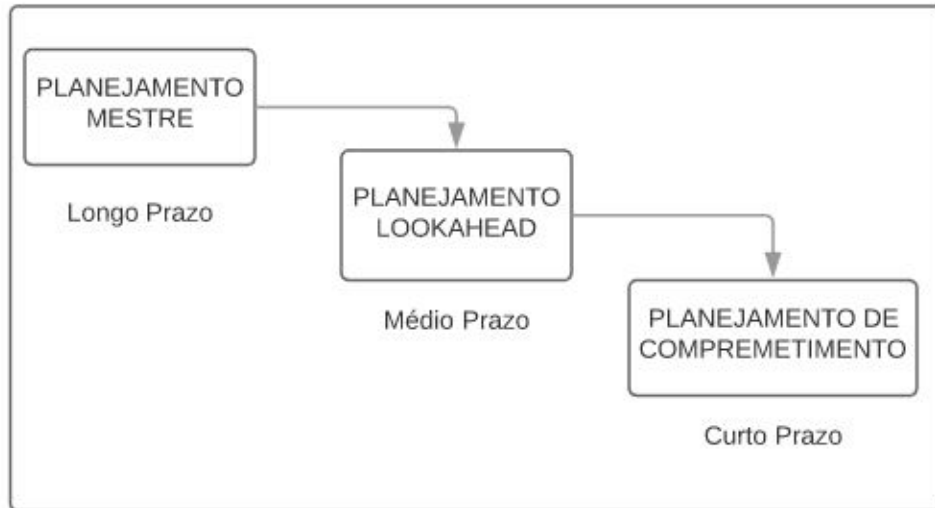 PLANEJAMENTO
MESTRE
Longo Prazo
PLANEJAMENTO
LOOKAHEAD
Médio Prazo
PLANEJAMENTO DE
COMPREMETIMENTO
Curto Prazo